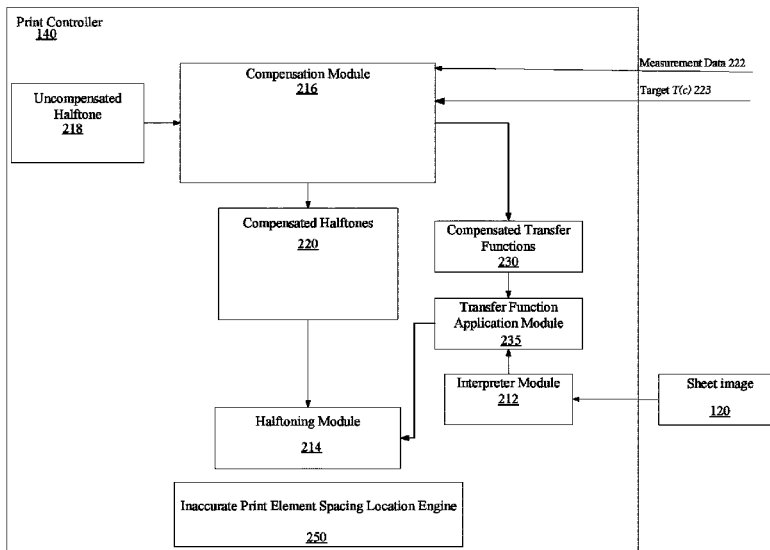 Print Controller
140
Compensation Module
216
Measurement Data 222
Target T(c) 223
Uncompensated
Halftone
218
Compensated Halftones
220
Compensated Transfer
Functions
230
Transfer Function
Application Module
235
Interpreter Module
212
Sheet image
120
Halftoning Module
214
Inaccurate Print Element Spacing Location Engine
250